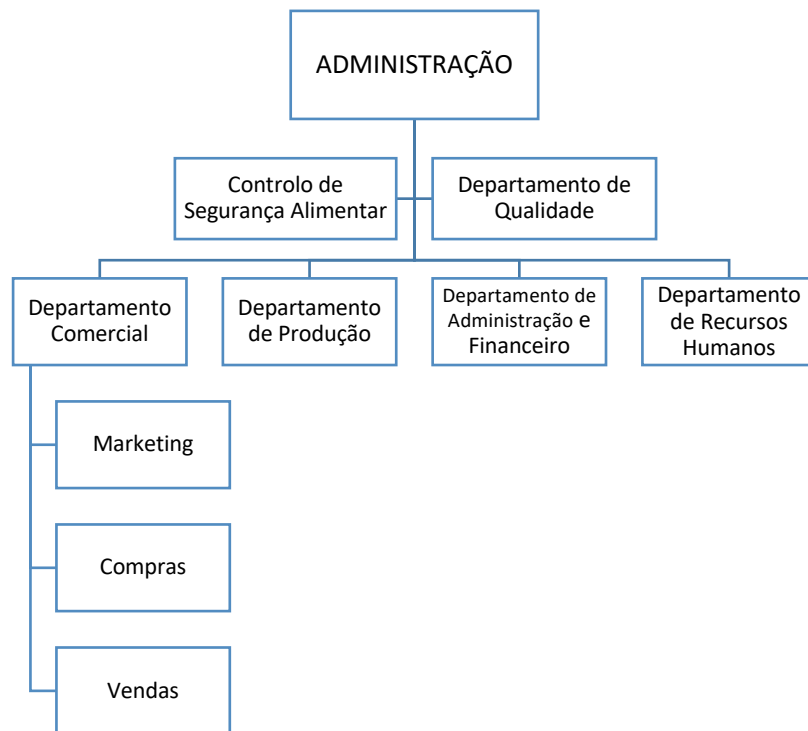 ADMINISTRAÇÃO
Controlo de
Segurança Alimentar
Departamento de
Qualidade
Departamento
Comercial
Departamento
de Produção
Departamento de
Administração e
Financeiro
Departamento
de Recursos
Humanos
Marketing
Compras
Vendas